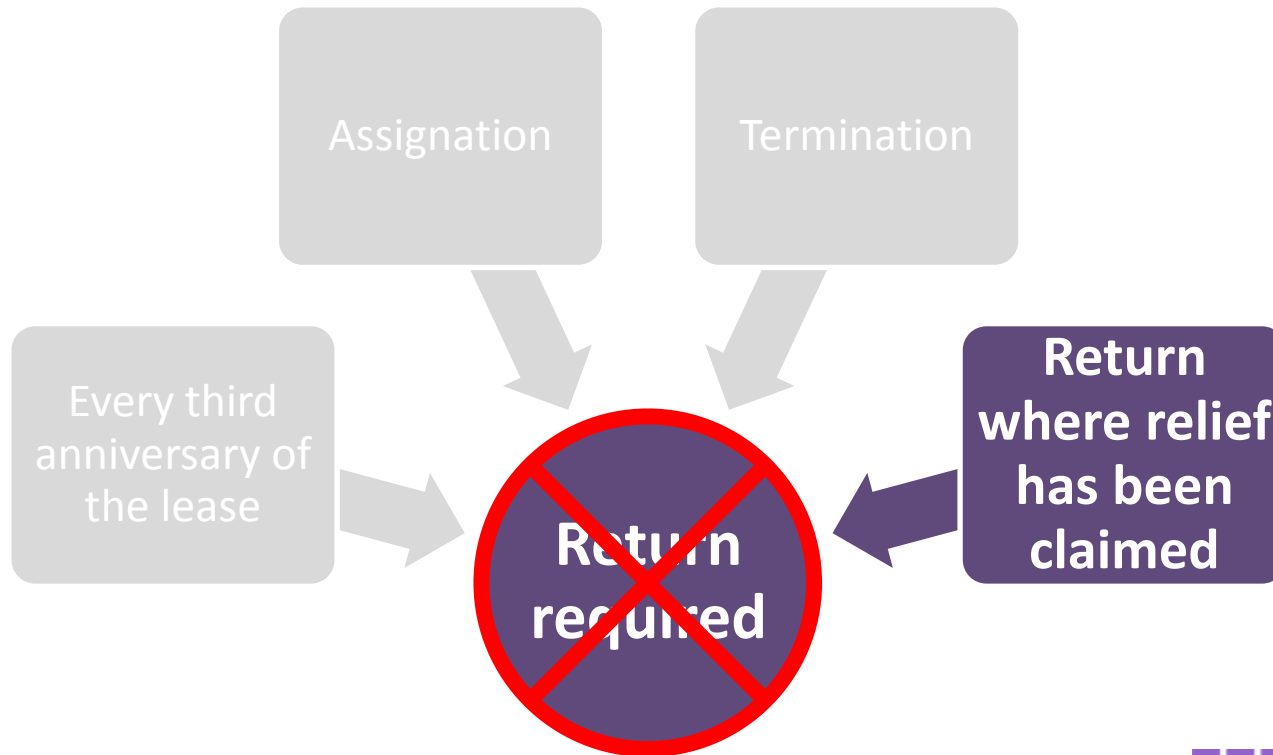 Assignation
Termination
Every third
anniversary of
the lease
Return
where relief
has been
claimed
Return
required